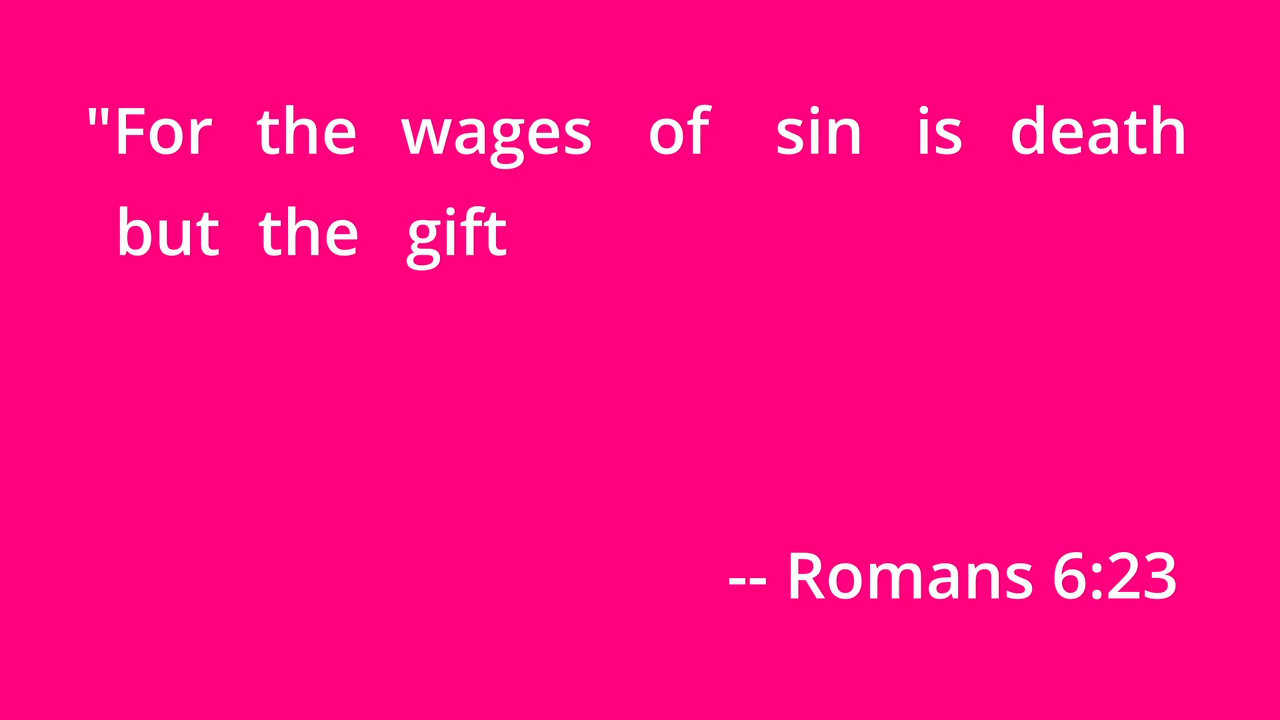 "For the wages of sin is death
but the gift
-- Romans 6:23